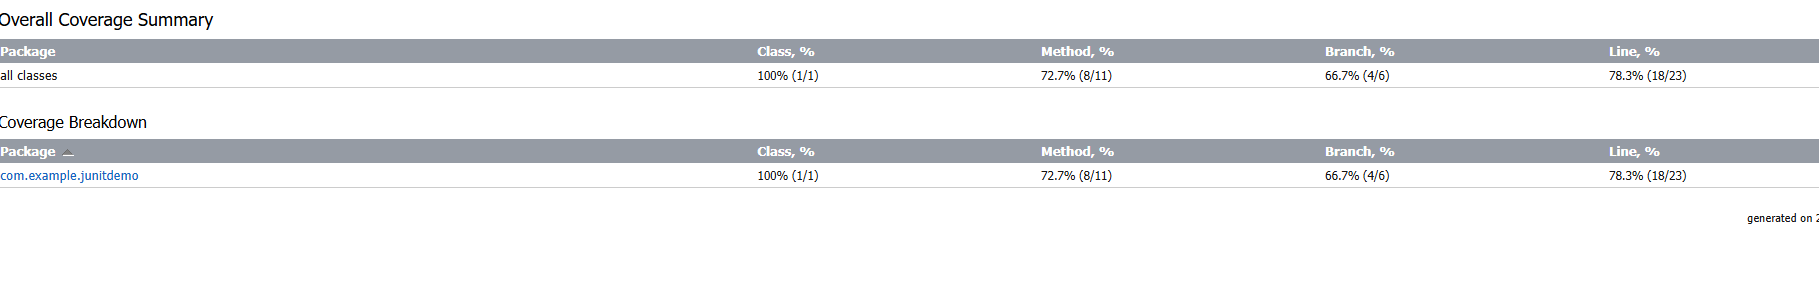 Overall Coverage Summary
Package Class, % Method, % Branch, % Line, %
all classes 100% (1/1) 72.7% (8/11) 66.7% (4/6) 78.3% (18/23)
Coverage Breakdown
Package Class, % Method, % Branch, % Line, %
com.example.junitdemo 100% (1/1) 72.7% (8/11) 66.7% (4/6) 78.3% (18/23)
generated on 2